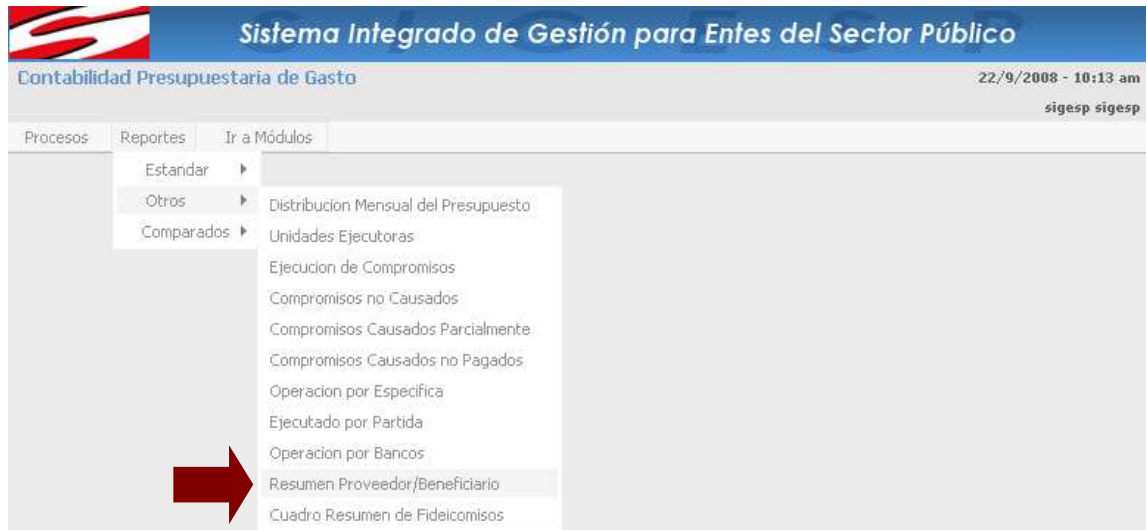 Sistema Integrado de Gestión para Entes del Sector Público
S I G E S P
Contabilidad Presupuestaria de Gasto
22/9/2008 - 10:13 am
sigesp sigesp
Procesos Reportes Ir a Módulos
Estandar
Otros
Comparados
Distribucion Mensual del Presupuesto
Unidades Ejecutoras
Ejecucion de Compromisos
Compromisos no Causados
Compromisos Causados Parcialmente
Compromisos Causados no Pagados
Operacion por Especifica
Ejecutado por Partida
Operacion por Bancos
Resumen Proveedor/Beneficiario
Cuadro Resumen de Fideicomisos